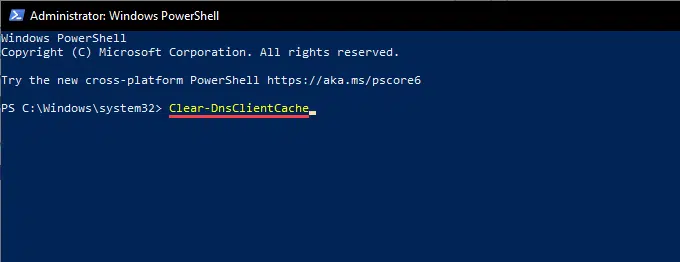 Administrator: Windows PowerShell
Windows PowerShell
Copyright (C) Microsoft Corporation. All rights reserved.
Try the new cross-platform PowerShell https://aka.ms/pscore6
PS C:\Windows\system32> Clear-DnsClientCache